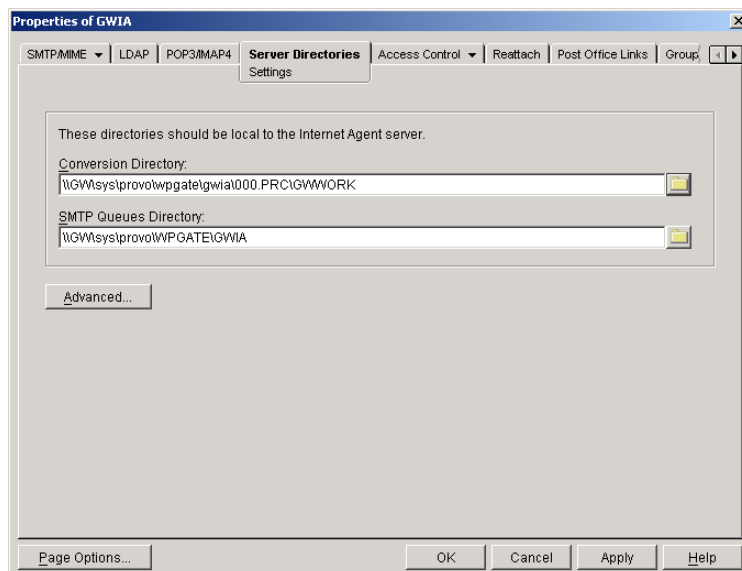 Properties of GWIA
SMTP/MIME LDAP POP3/IMAP4 Server Directories Access Control Reattach Post Office Links Group
Settings
These directories should be local to the Internet Agent server.
Conversion Directory:
\\GW\sys\provo\wpgate\gwia\000.PRC\GWWORK
SMTP Queues Directory:
\\GW\sys\provo\WPGATE\GWIA
Advanced...
Page Options... OK Cancel Apply Help